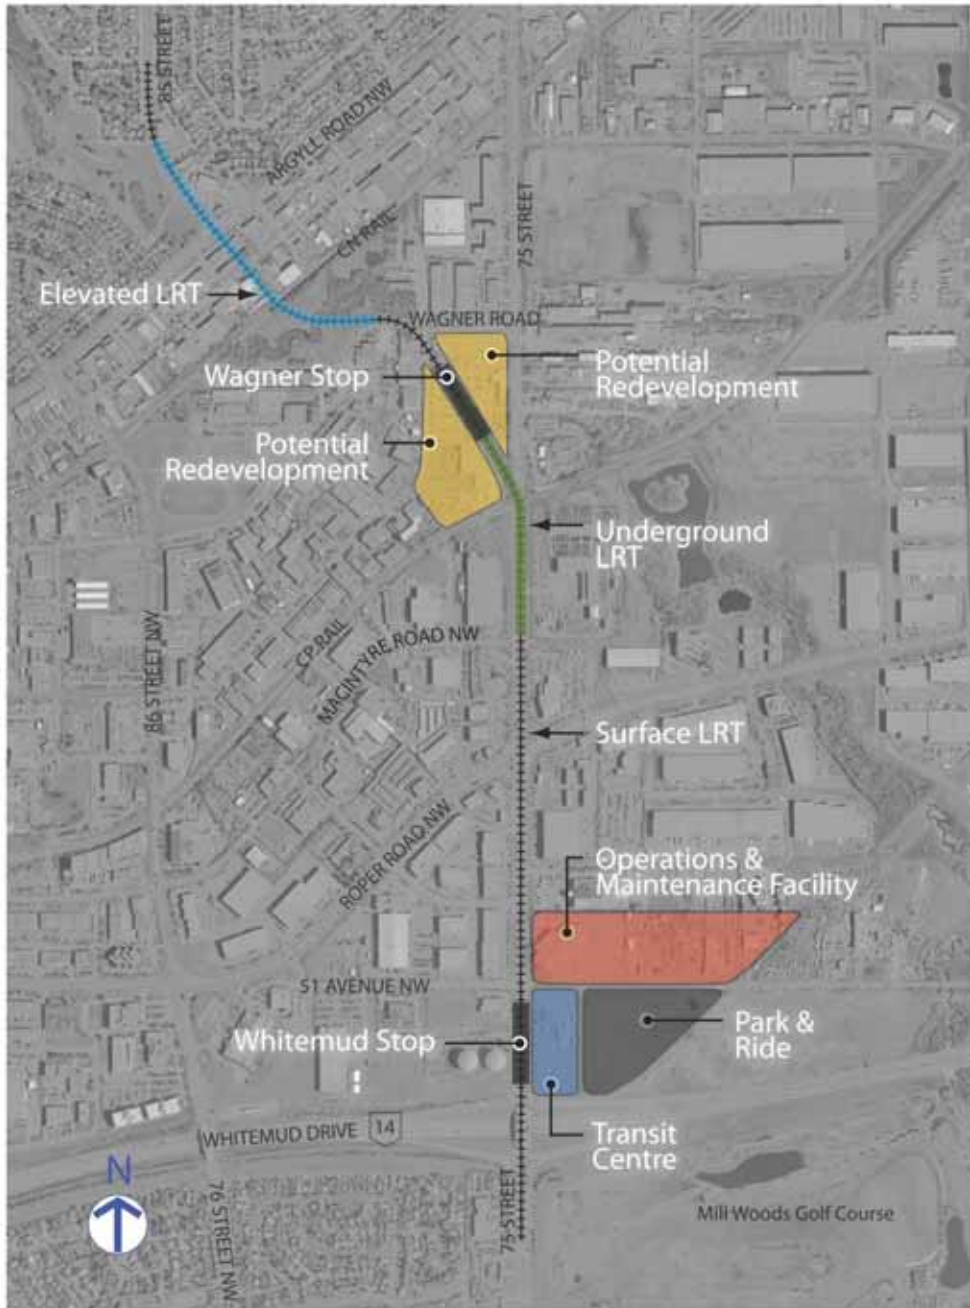 85 STREET
ARGYLL ROAD NW
CN RAIL
75 STREET
Elevated LRT
WAGNER ROAD
Wagner Stop
Potential
Redevelopment
Potential
Redevelopment
Underground
LRT
86 STREET NW
CP RAIL
MACINTYRE ROAD NW
Surface LRT
ROPER ROAD NW
Operations &
Maintenance Facility
51 AVENUE NW
Whitemud Stop
Park &
Ride
WHITEMUD DRIVE
14
Transit
Centre
N
76 STREET NW
75 STREET
Mill Woods Golf Course